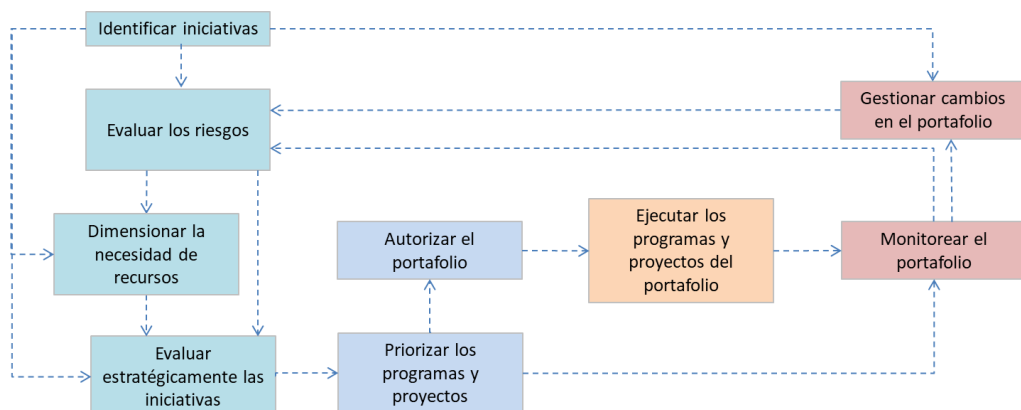 Identificar iniciativas
Gestionar cambios
en el portafolio
Evaluar los riesgos
Dimensionar la
necesidad de
recursos
Autorizar el
portafolio
Ejecutar los
programas y
proyectos del
portafolio
Monitorear el
portafolio
Evaluar
estratégicamente las
iniciativas
Priorizar los
programas y
proyectos